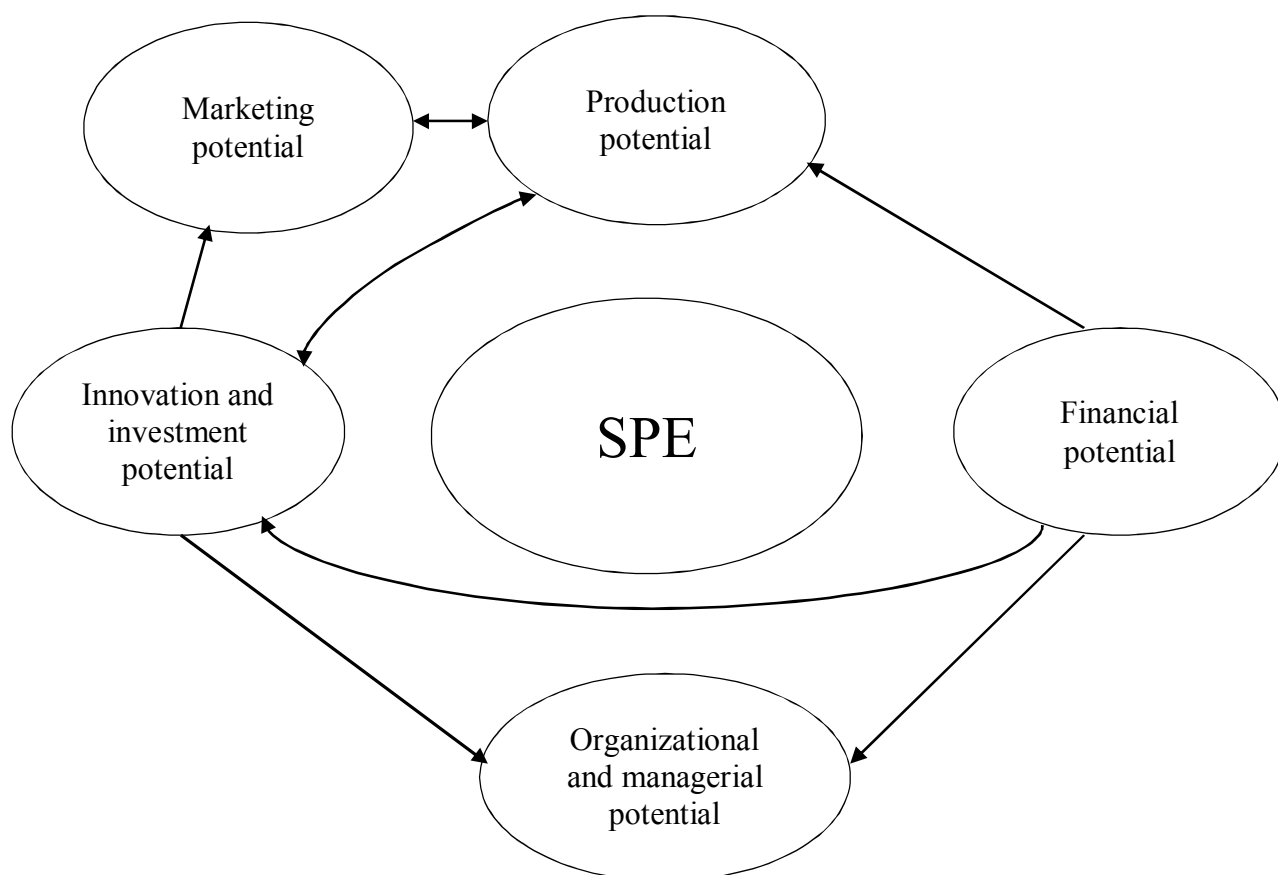 Marketing
potential
Production
potential
Innovation and
investment
potential
SPE
Financial
potential
Organizational
and managerial
potential